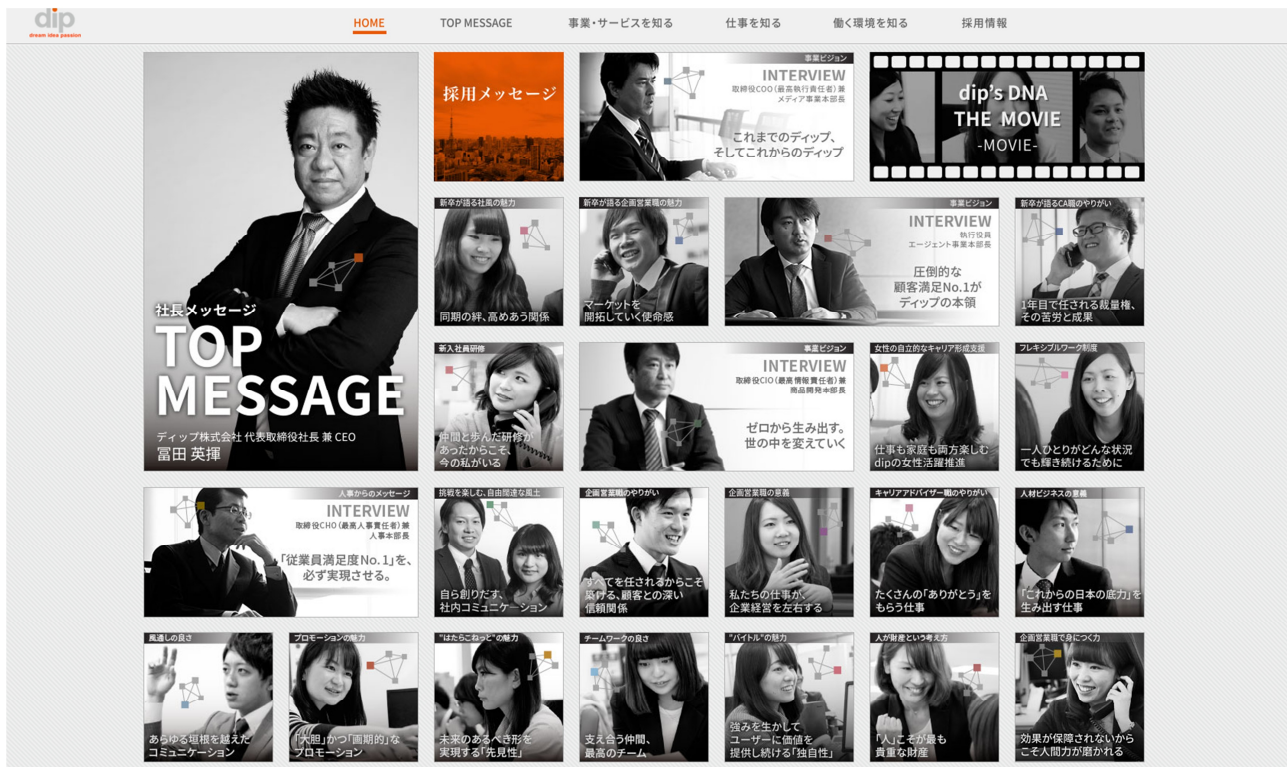 dip
dream idea passion
HOME
TOP MESSAGE
事業・サービスを知る
仕事を知る
働く環境を知る
採用情報
社長メッセージ
TOP
MESSAGE
ディップ株式会社 代表取締役社長 兼 CEO
冨田 英揮
採用メッセージ
事業ビジョン
INTERVIEW
取締役COO(最高執行責任者)兼
メディア事業本部長
これまでのディップ、
そしてこれからのディップ
dip's DNA
THE MOVIE
-MOVIE-
新卒が語る社風の魅力
同期の絆、高めあう関係
新卒が語る企画営業職の魅力
マーケットを
開拓していく使命感
事業ビジョン
INTERVIEW
執行役員
エージェント事業本部長
圧倒的な
顧客満足No.1が
ディップの本領
新卒が語るCA職のやりがい
1年目で任される裁量権、
その苦労と成果
新入社員研修
仲間と歩んだ研修が
あったからこそ、
今の私がいる
事業ビジョン
INTERVIEW
取締役CIO(最高情報責任者)兼
商品開発本部長
ゼロから生み出す。
世の中を変えていく
女性の自立的なキャリア形成支援
仕事も家庭も両方楽しむ
dipの女性活躍推進
フレキシブルワーク制度
一人ひとりがどんな状況
でも輝き続けるために
人事からのメッセージ
INTERVIEW
取締役CHO(最高人事責任者)兼
人事本部長
「従業員満足度No.1」を、
必ず実現させる。
挑戦を楽しむ、自由闊達な風土
自ら創りだす、
社内コミュニケーション
企画営業職のやりがい
すべてを任されるからこそ
築ける、顧客との深い
信頼関係
企画営業職の意義
私たちの仕事が、
企業経営を左右する
キャリアアドバイザー職のやりがい
たくさんの「ありがとう」を
もらう仕事
人材ビジネスの意義
「これからの日本の底力」を
生み出す仕事
風通しの良さ
あらゆる垣根を越えた
コミュニケーション
プロモーションの魅力
「大胆」かつ「画期的」な
プロモーション
"はたらこねっと"の魅力
未来のあるべき形を
実現する「先見性」
チームワークの良さ
支え合う仲間、
最高のチーム
"バイトル"の魅力
強みを生かして
ユーザーに価値を
提供し続ける「独自性」
人が財産という考え方
「人」こそが最も
貴重な財産
企画営業職で身につく力
効果が保障されないから
こそ人間力が磨かれる